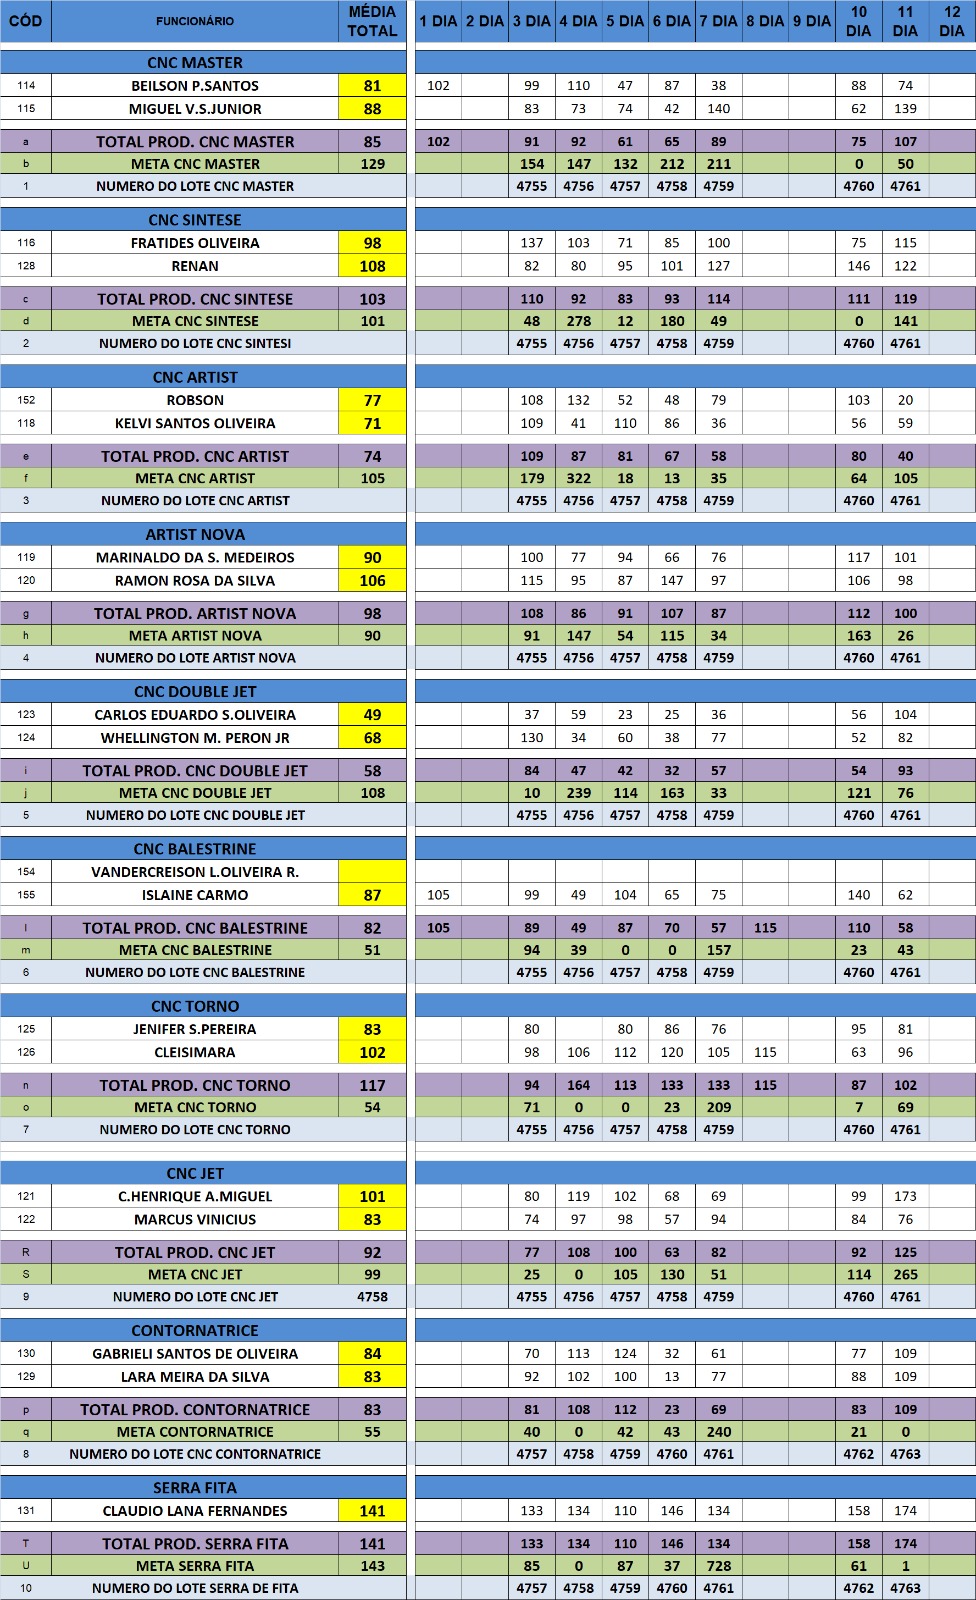 CÓD FUNCIONÁRIO MÉDIA TOTAL 1 DIA 2 DIA 3 DIA 4 DIA 5 DIA 6 DIA 7 DIA 8 DIA 9 DIA 10 DIA 11 DIA 12 DIA
CNC MASTER
114 BEILSON P.SANTOS 81 102 99 110 47 87 38 88 74
115 MIGUEL V.S.JUNIOR 88 83 73 74 42 140 62 139
a TOTAL PROD. CNC MASTER 85 102 91 92 61 65 89 75 107
b META CNC MASTER 129 154 147 132 212 211 0 50
1 NUMERO DO LOTE CNC MASTER 4755 4756 4757 4758 4759 4760 4761
CNC SINTESE
116 FRATIDES OLIVEIRA 98 137 103 71 85 100 75 115
128 RENAN 108 82 80 95 101 127 146 122
c TOTAL PROD. CNC SINTESE 103 110 92 83 93 114 111 119
d META CNC SINTESE 101 48 278 12 180 49 0 141
2 NUMERO DO LOTE CNC SINTESI 4755 4756 4757 4758 4759 4760 4761
CNC ARTIST
152 ROBSON 77 108 132 52 48 79 103 20
118 KELVI SANTOS OLIVEIRA 71 109 41 110 86 36 56 59
e TOTAL PROD. CNC ARTIST 74 109 87 81 67 58 80 40
f META CNC ARTIST 105 179 322 18 13 35 64 105
3 NUMERO DO LOTE CNC ARTIST 4755 4756 4757 4758 4759 4760 4761
ARTIST NOVA
119 MARINALDO DA S. MEDEIROS 90 100 77 94 66 76 117 101
120 RAMON ROSA DA SILVA 106 115 95 87 147 97 106 98
g TOTAL PROD. ARTIST NOVA 98 108 86 91 107 87 112 100
h META ARTIST NOVA 90 91 147 54 115 34 163 26
4 NUMERO DO LOTE ARTIST NOVA 4755 4756 4757 4758 4759 4760 4761
CNC DOUBLE JET
123 CARLOS EDUARDO S.OLIVEIRA 49 37 59 23 25 36 56 104
124 WHELLINGTON M. PERON JR 68 130 34 60 38 77 52 82
i TOTAL PROD. CNC DOUBLE JET 58 84 47 42 32 57 54 93
j META CNC DOUBLE JET 108 10 239 114 163 33 121 76
5 NUMERO DO LOTE CNC DOUBLE JET 4755 4756 4757 4758 4759 4760 4761
CNC BALESTRINE
154 VANDERCREISON L.OLIVEIRA R.
155 ISLAINE CARMO 87 105 99 49 104 65 75 140 62
l TOTAL PROD. CNC BALESTRINE 82 105 89 49 87 70 57 115 110 58
m META CNC BALESTRINE 51 94 39 0 0 157 23 43
6 NUMERO DO LOTE CNC BALESTRINE 4755 4756 4757 4758 4759 4760 4761
CNC TORNO
125 JENIFER S.PEREIRA 83 80 80 86 76 95 81
126 CLEISIMARA 102 98 106 112 120 105 115 63 96
n TOTAL PROD. CNC TORNO 117 94 164 113 133 133 115 87 102
o META CNC TORNO 54 71 0 0 23 209 7 69
7 NUMERO DO LOTE CNC TORNO 4755 4756 4757 4758 4759 4760 4761
CNC JET
121 C.HENRIQUE A.MIGUEL 101 80 119 102 68 69 99 173
122 MARCUS VINICIUS 83 74 97 98 57 94 84 76
R TOTAL PROD. CNC JET 92 77 108 100 63 82 92 125
S META CNC JET 99 25 0 105 130 51 114 265
9 NUMERO DO LOTE CNC JET 4758 4755 4756 4757 4758 4759 4760 4761
CONTORNATRICE
130 GABRIELI SANTOS DE OLIVEIRA 84 70 113 124 32 61 77 109
129 LARA MEIRA DA SILVA 83 92 102 100 13 77 88 109
p TOTAL PROD. CONTORNATRICE 83 81 108 112 23 69 83 109
q META CONTORNATRICE 55 40 0 42 43 240 21 0
8 NUMERO DO LOTE CNC CONTORNATRICE 4757 4758 4759 4760 4761 4762 4763
SERRA FITA
131 CLAUDIO LANA FERNANDES 141 133 134 110 146 134 158 174
T TOTAL PROD. SERRA FITA 141 133 134 110 146 134 158 174
U META SERRA FITA 143 85 0 87 37 728 61 1
10 NUMERO DO LOTE SERRA DE FITA 4757 4758 4759 4760 4761 4762 4763